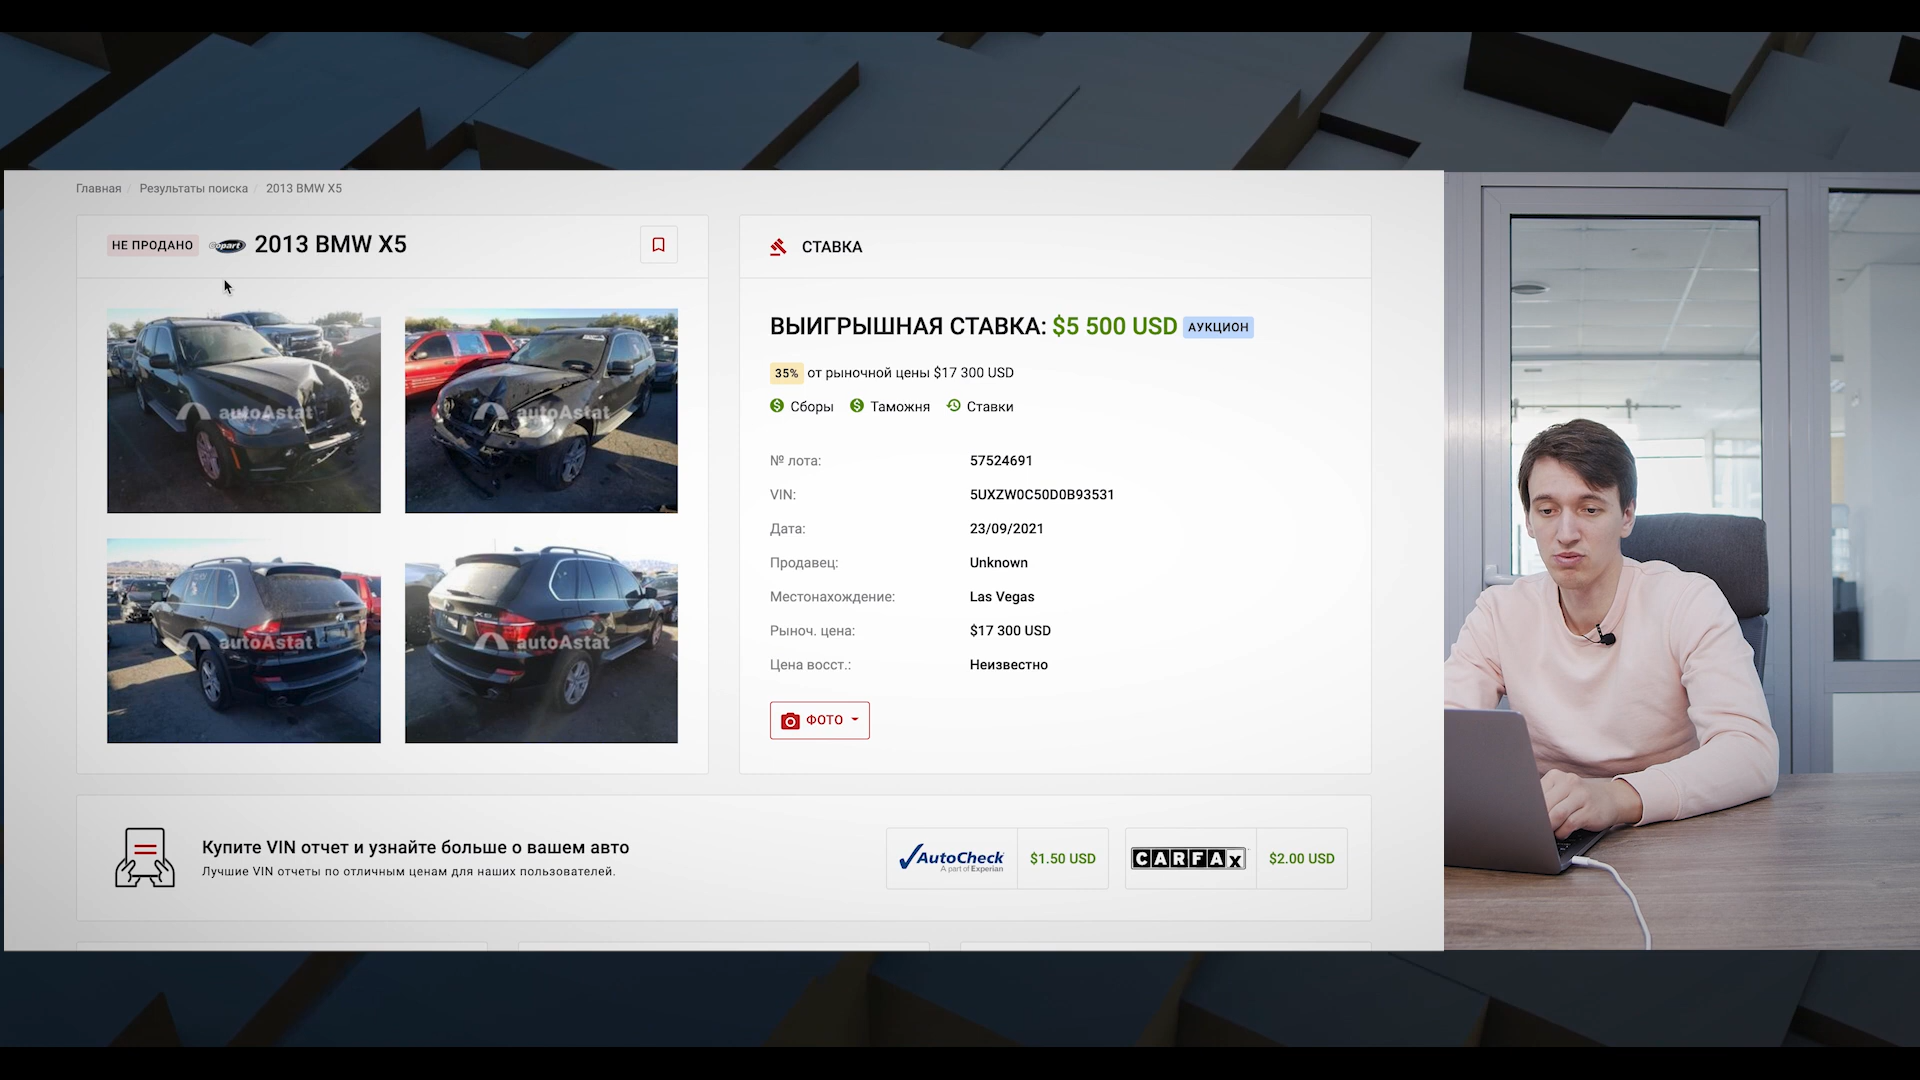 Главная / Результаты поиска / 2013 BMW X5
НЕ ПРОДАНО Copart 2013 BMW X5
autoAstat autoAstat
autoAstat autoAstat
СТАВКА
ВЫИГРЫШНАЯ СТАВКА: $5 500 USD АУКЦИОН
35% от рыночной цены $17 300 USD
Сборы Таможня Ставки
№ лота: 57524691
VIN: 5UXZW0C50D0B93531
Дата: 23/09/2021
Продавец: Unknown
Местонахождение: Las Vegas
Рыноч. цена: $17 300 USD
Цена восст.: Неизвестно
ФОТО
Купите VIN отчет и узнайте больше о вашем авто
Лучшие VIN отчеты по отличным ценам для наших пользователей.
AutoCheck
A part of Experian
$1.50 USD
CARFAX
$2.00 USD